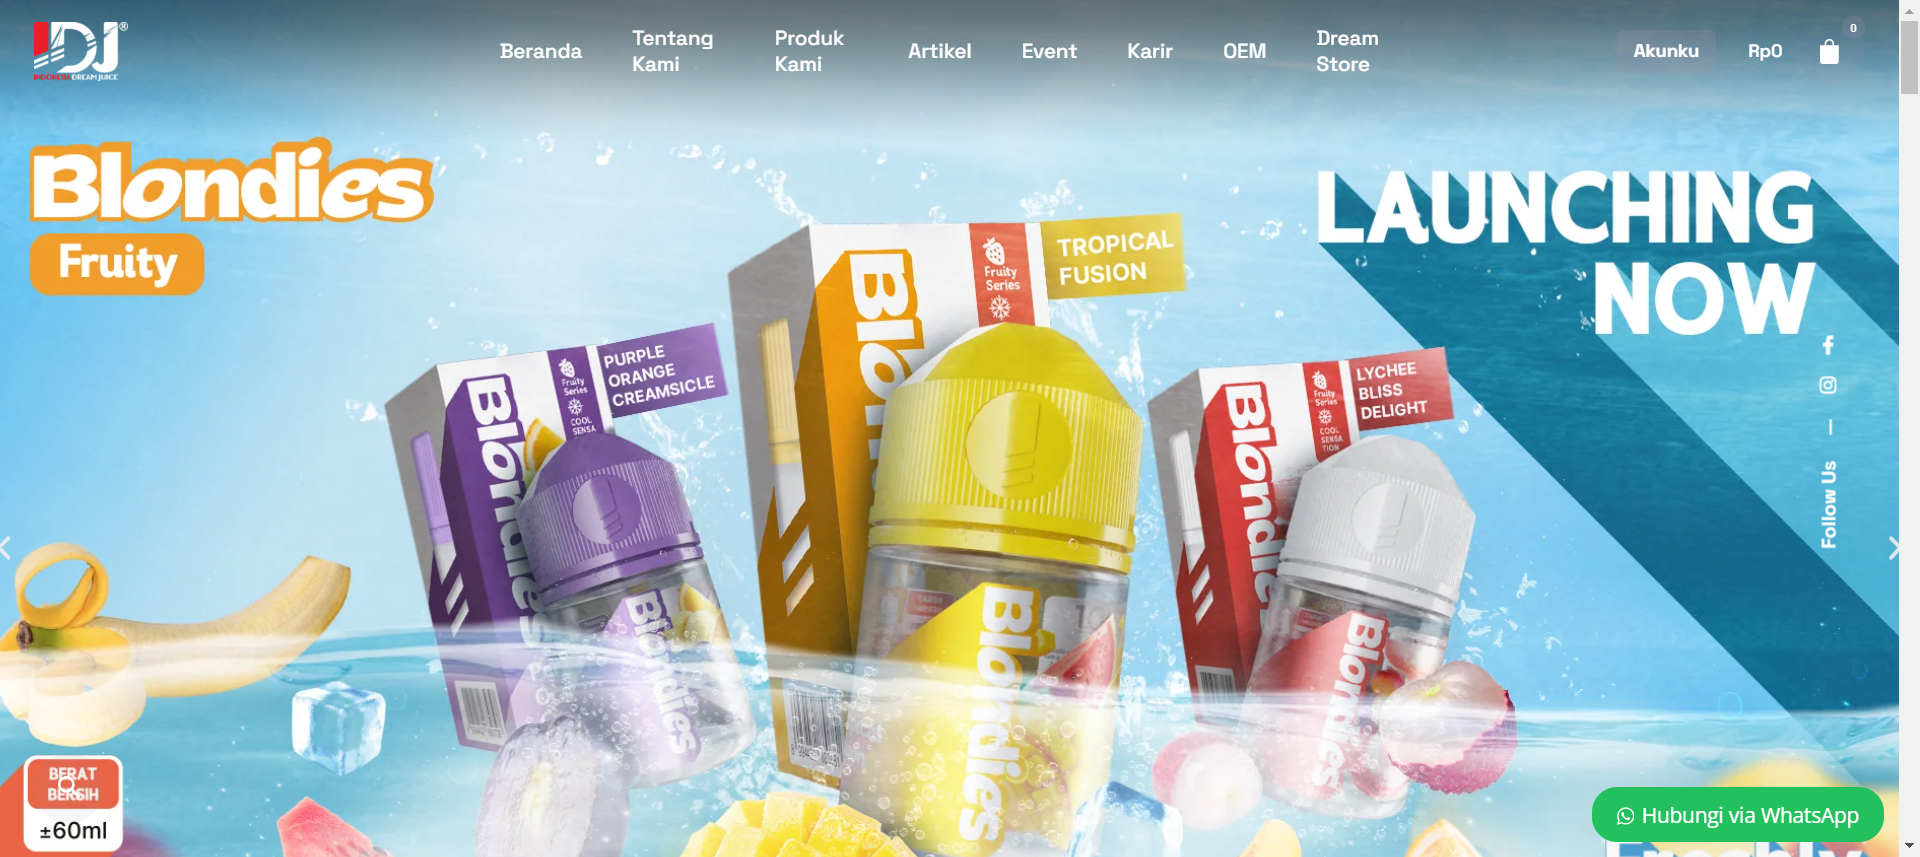 IDJ®
INDONESIA DREAM JUICE
Beranda
Tentang
Kami
Produk
Kami
Artikel
Event
Karir
OEM
Dream
Store
Akunku
Rp0
0
Blondies
Fruity
LAUNCHING
NOW
TROPICAL
FUSION
Fruity
Series
Blondies
PURPLE
ORANGE
CREAMSICLE
Fruity
Series
COOL
SENSA
Blondies
LYCHEE
BLISS
DELIGHT
Fruity
Series
COOL
SENSA
TION
Blondies
Blondies
Blondies
Follow Us
BERAT
BERSIH
±60ml
Hubungi via WhatsApp